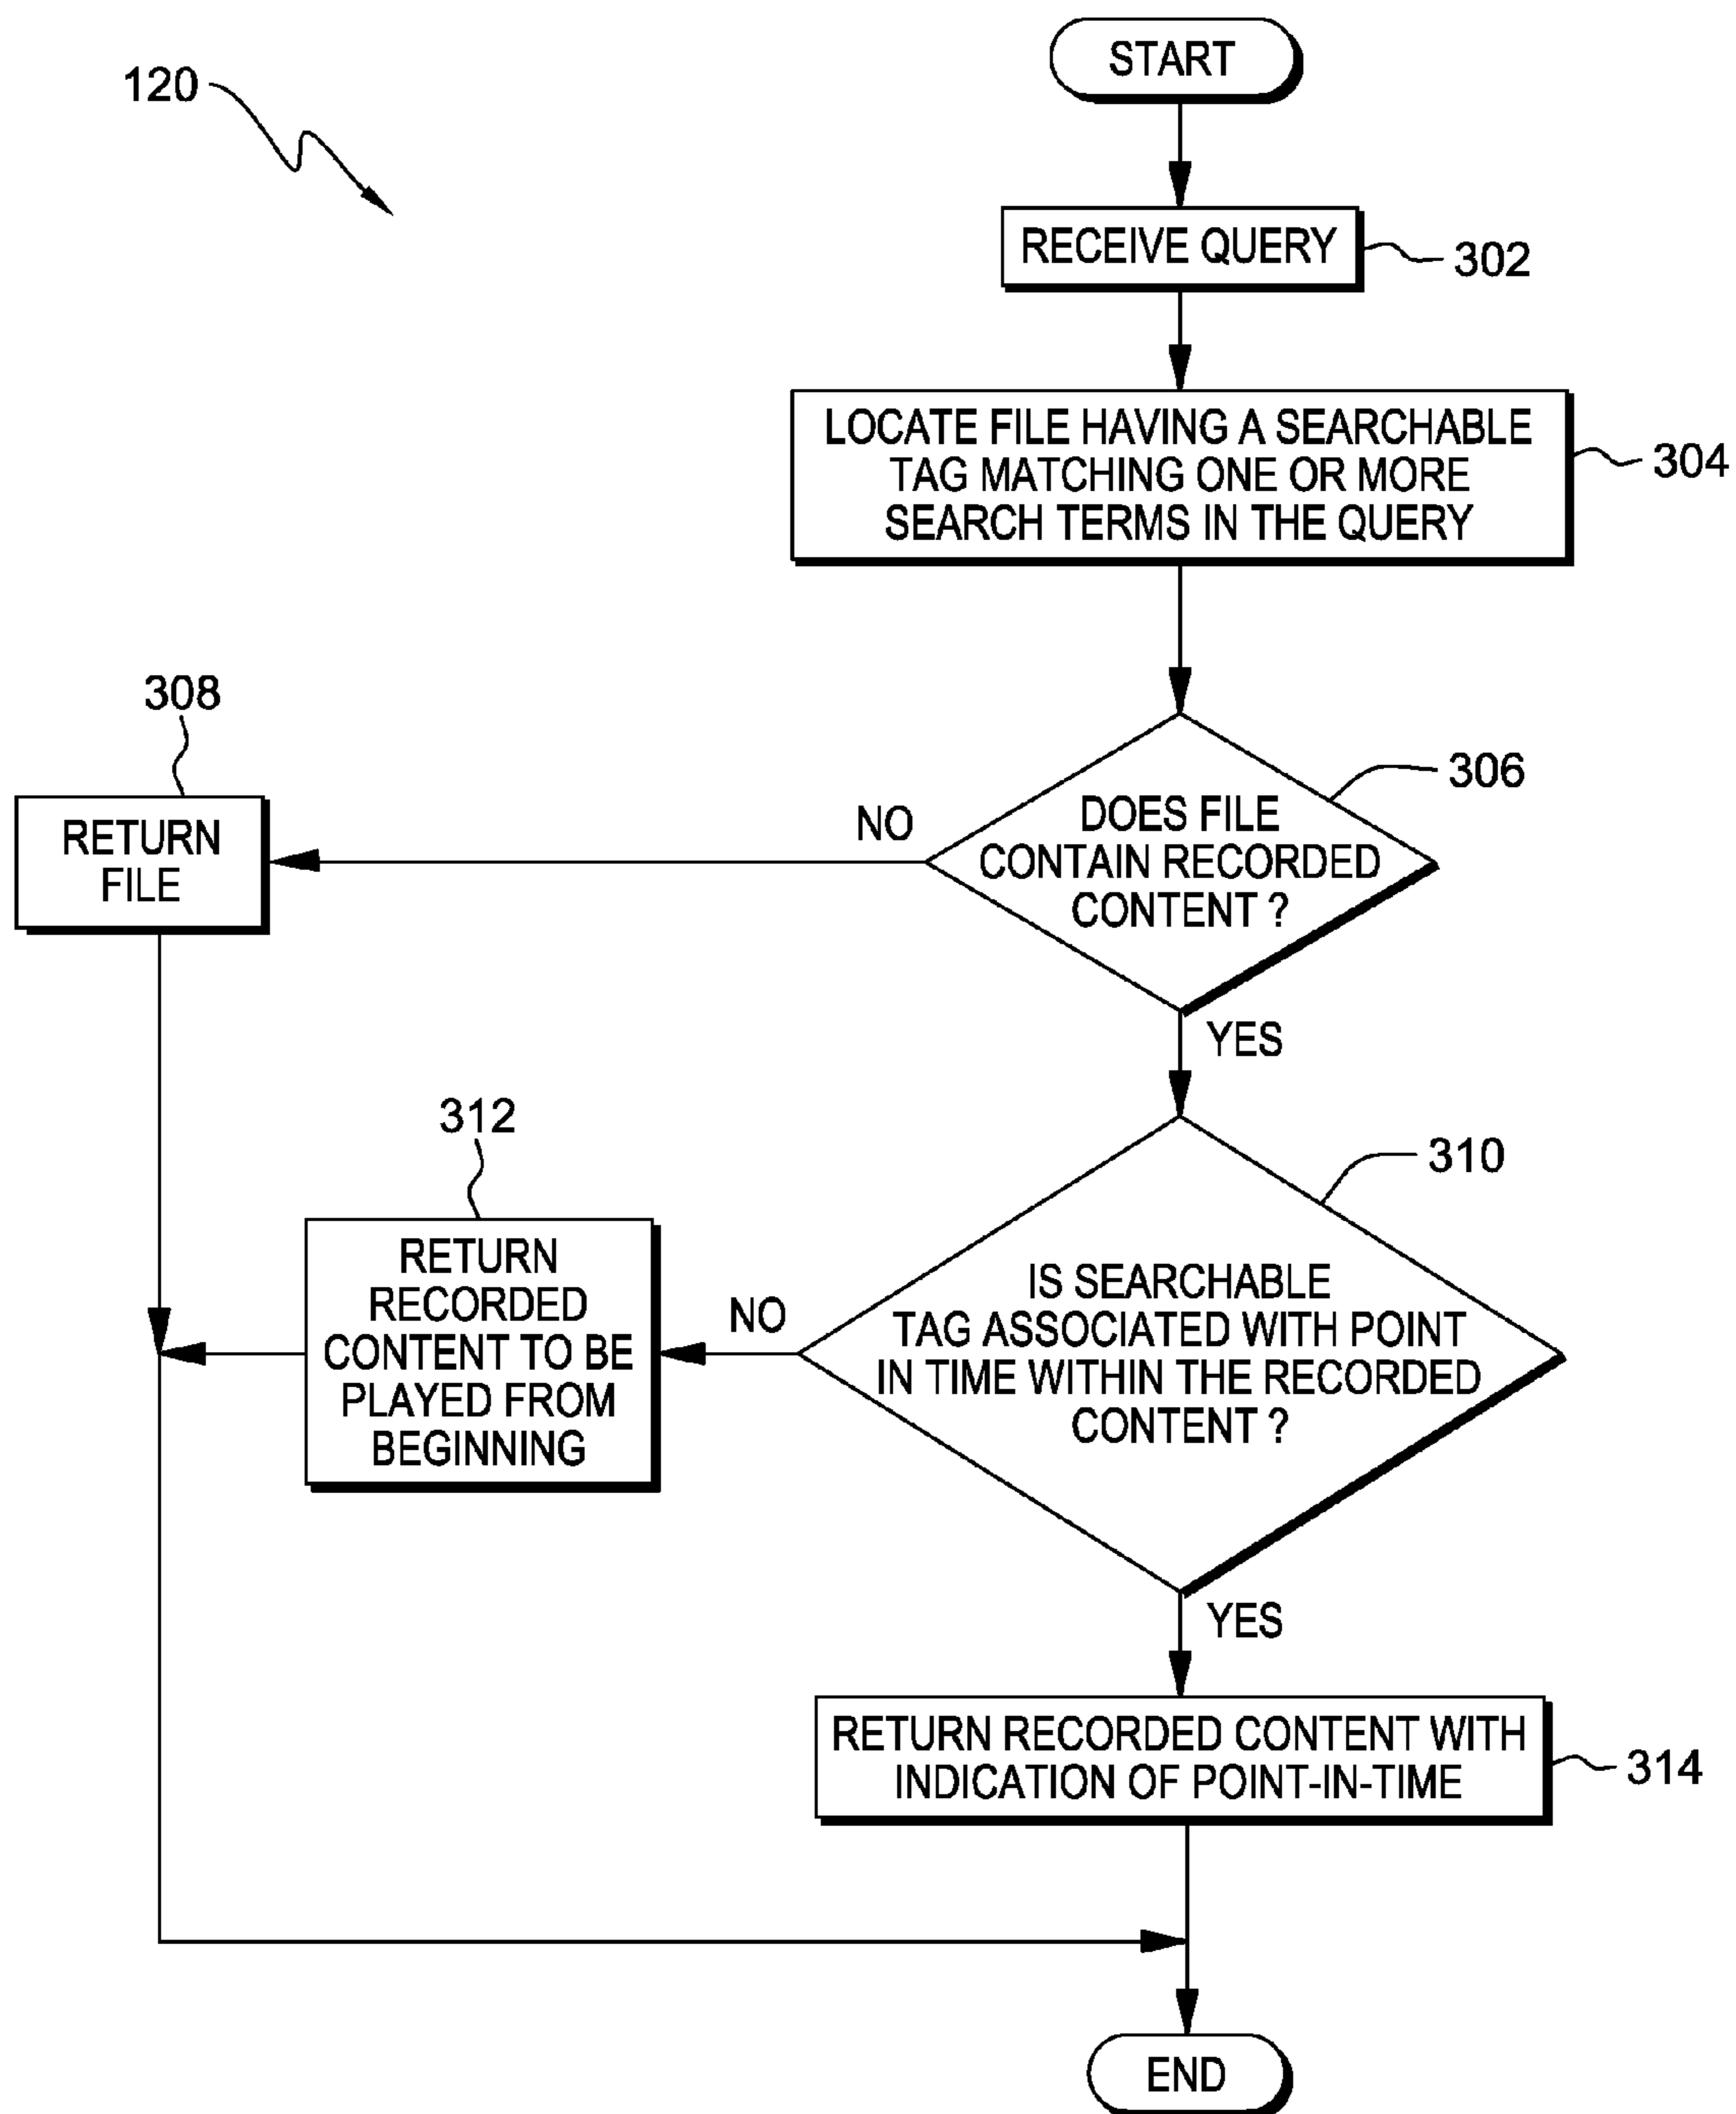 START
120
RECEIVE QUERY
302
LOCATE FILE HAVING A SEARCHABLE
TAG MATCHING ONE OR MORE
SEARCH TERMS IN THE QUERY
304
308
306
RETURN
FILE
NO
DOES FILE
CONTAIN RECORDED
CONTENT ?
YES
312
310
RETURN
RECORDED
CONTENT TO BE
PLAYED FROM
BEGINNING
NO
IS SEARCHABLE
TAG ASSOCIATED WITH POINT
IN TIME WITHIN THE RECORDED
CONTENT ?
YES
RETURN RECORDED CONTENT WITH
INDICATION OF POINT-IN-TIME
314
END